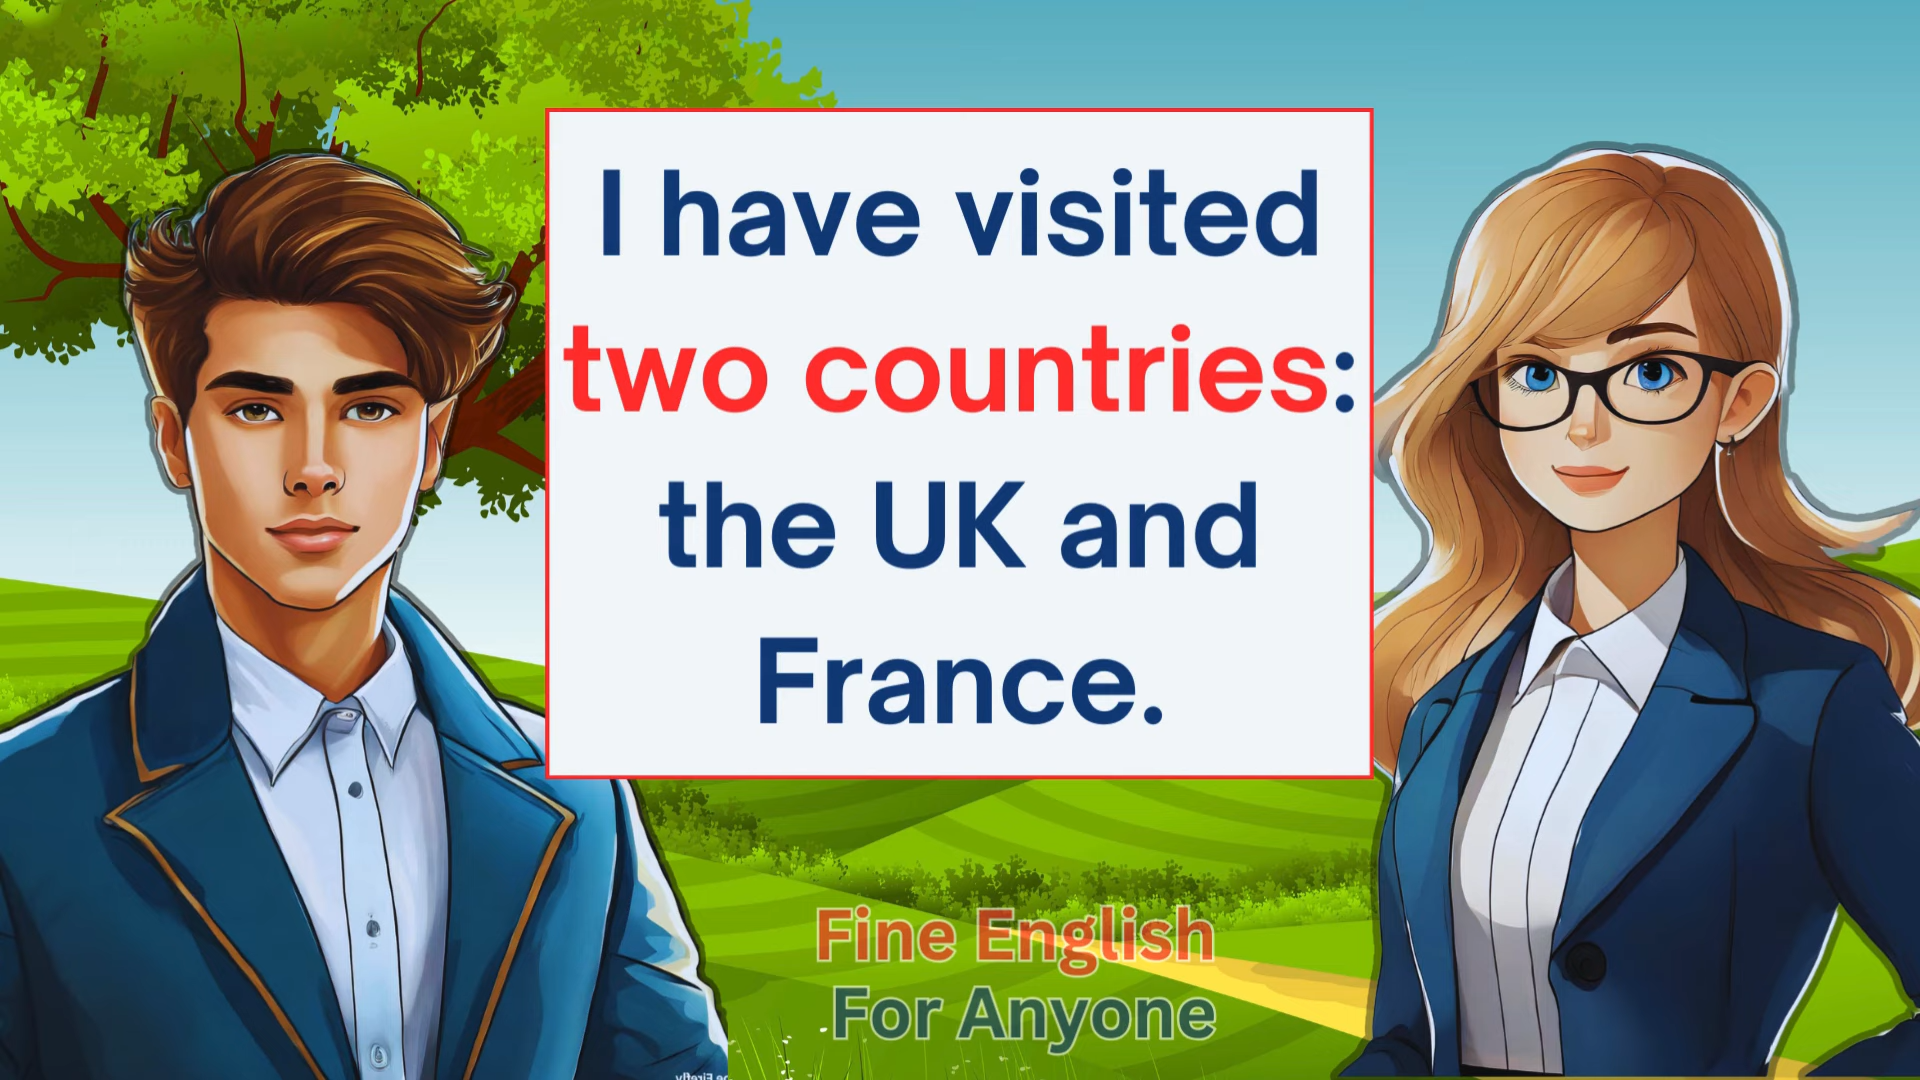 I have visited
two countries:
the UK and
France.
Fine English
For Anyone